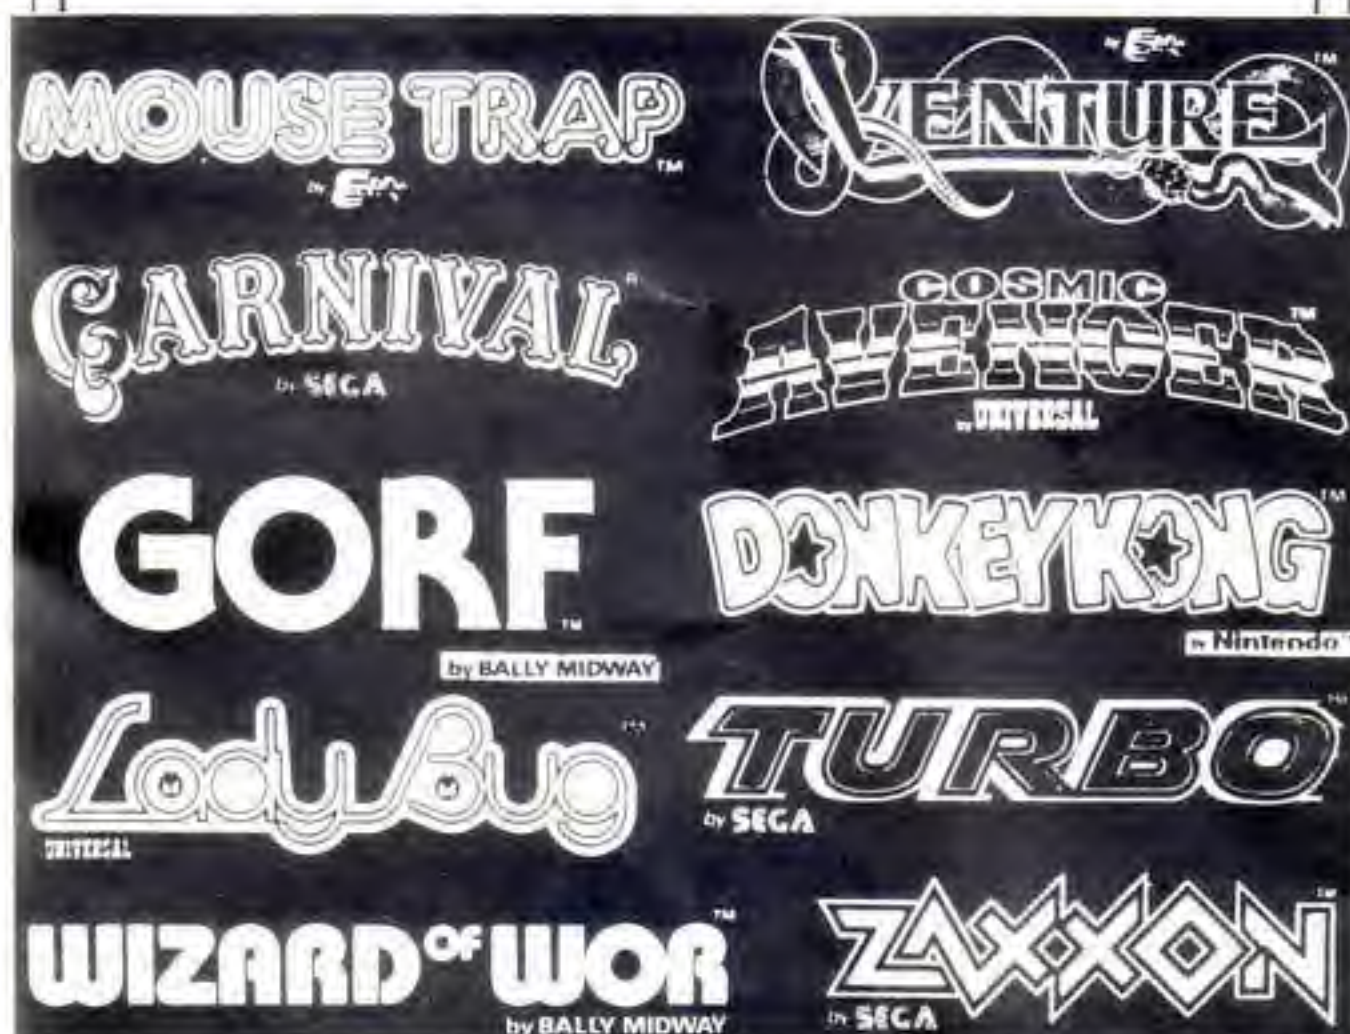 MOUSE TRAP TM
by Exidy
VENTURE TM
by Exidy
CARNIVAL R
by SEGA
COSMIC
AVENGER TM
by UNIVERSAL
GORF TM
by BALLY MIDWAY
DONKEY KONG TM
by Nintendo
Lady Bug TM
UNIVERSAL
TURBO TM
by SEGA
WIZARD OF WOR TM
by BALLY MIDWAY
ZAXXON TM
by SEGA